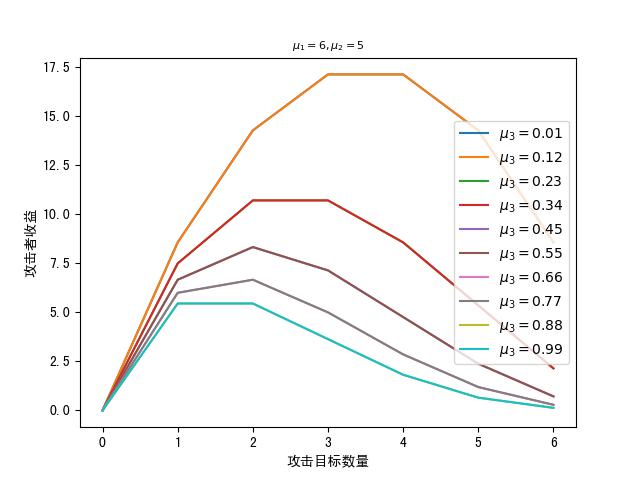 μ₁ = 6, μ₂ = 5
攻击者收益
17.5
15.0
12.5
10.0
7.5
5.0
2.5
0.0
μ₃ = 0.01
μ₃ = 0.12
μ₃ = 0.23
μ₃ = 0.34
μ₃ = 0.45
μ₃ = 0.55
μ₃ = 0.66
μ₃ = 0.77
μ₃ = 0.88
μ₃ = 0.99
0 1 2 3 4 5 6
攻击目标数量